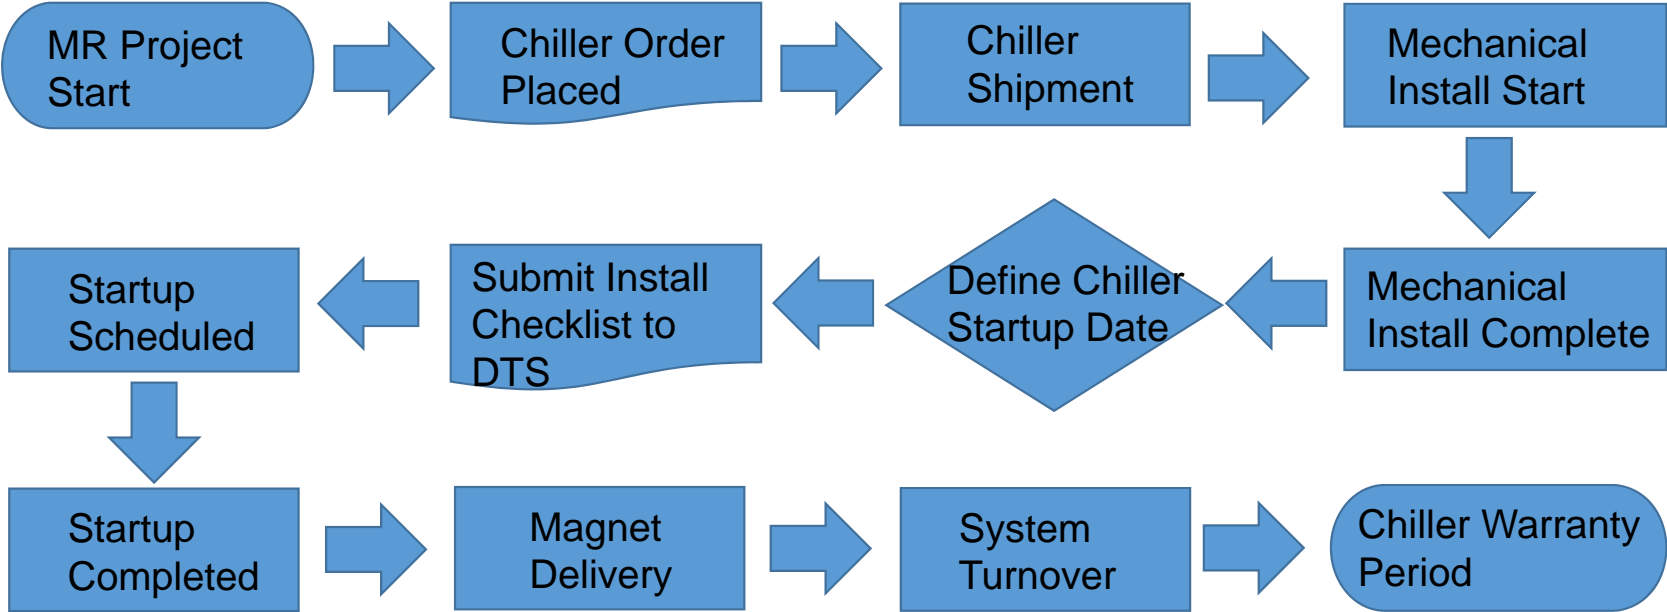 MR Project
Start
Chiller Order
Placed
Chiller
Shipment
Mechanical
Install Start
Mechanical
Install Complete
Define Chiller
Startup Date
Submit Install
Checklist to
DTS
Startup
Scheduled
Startup
Completed
Magnet
Delivery
System
Turnover
Chiller Warranty
Period